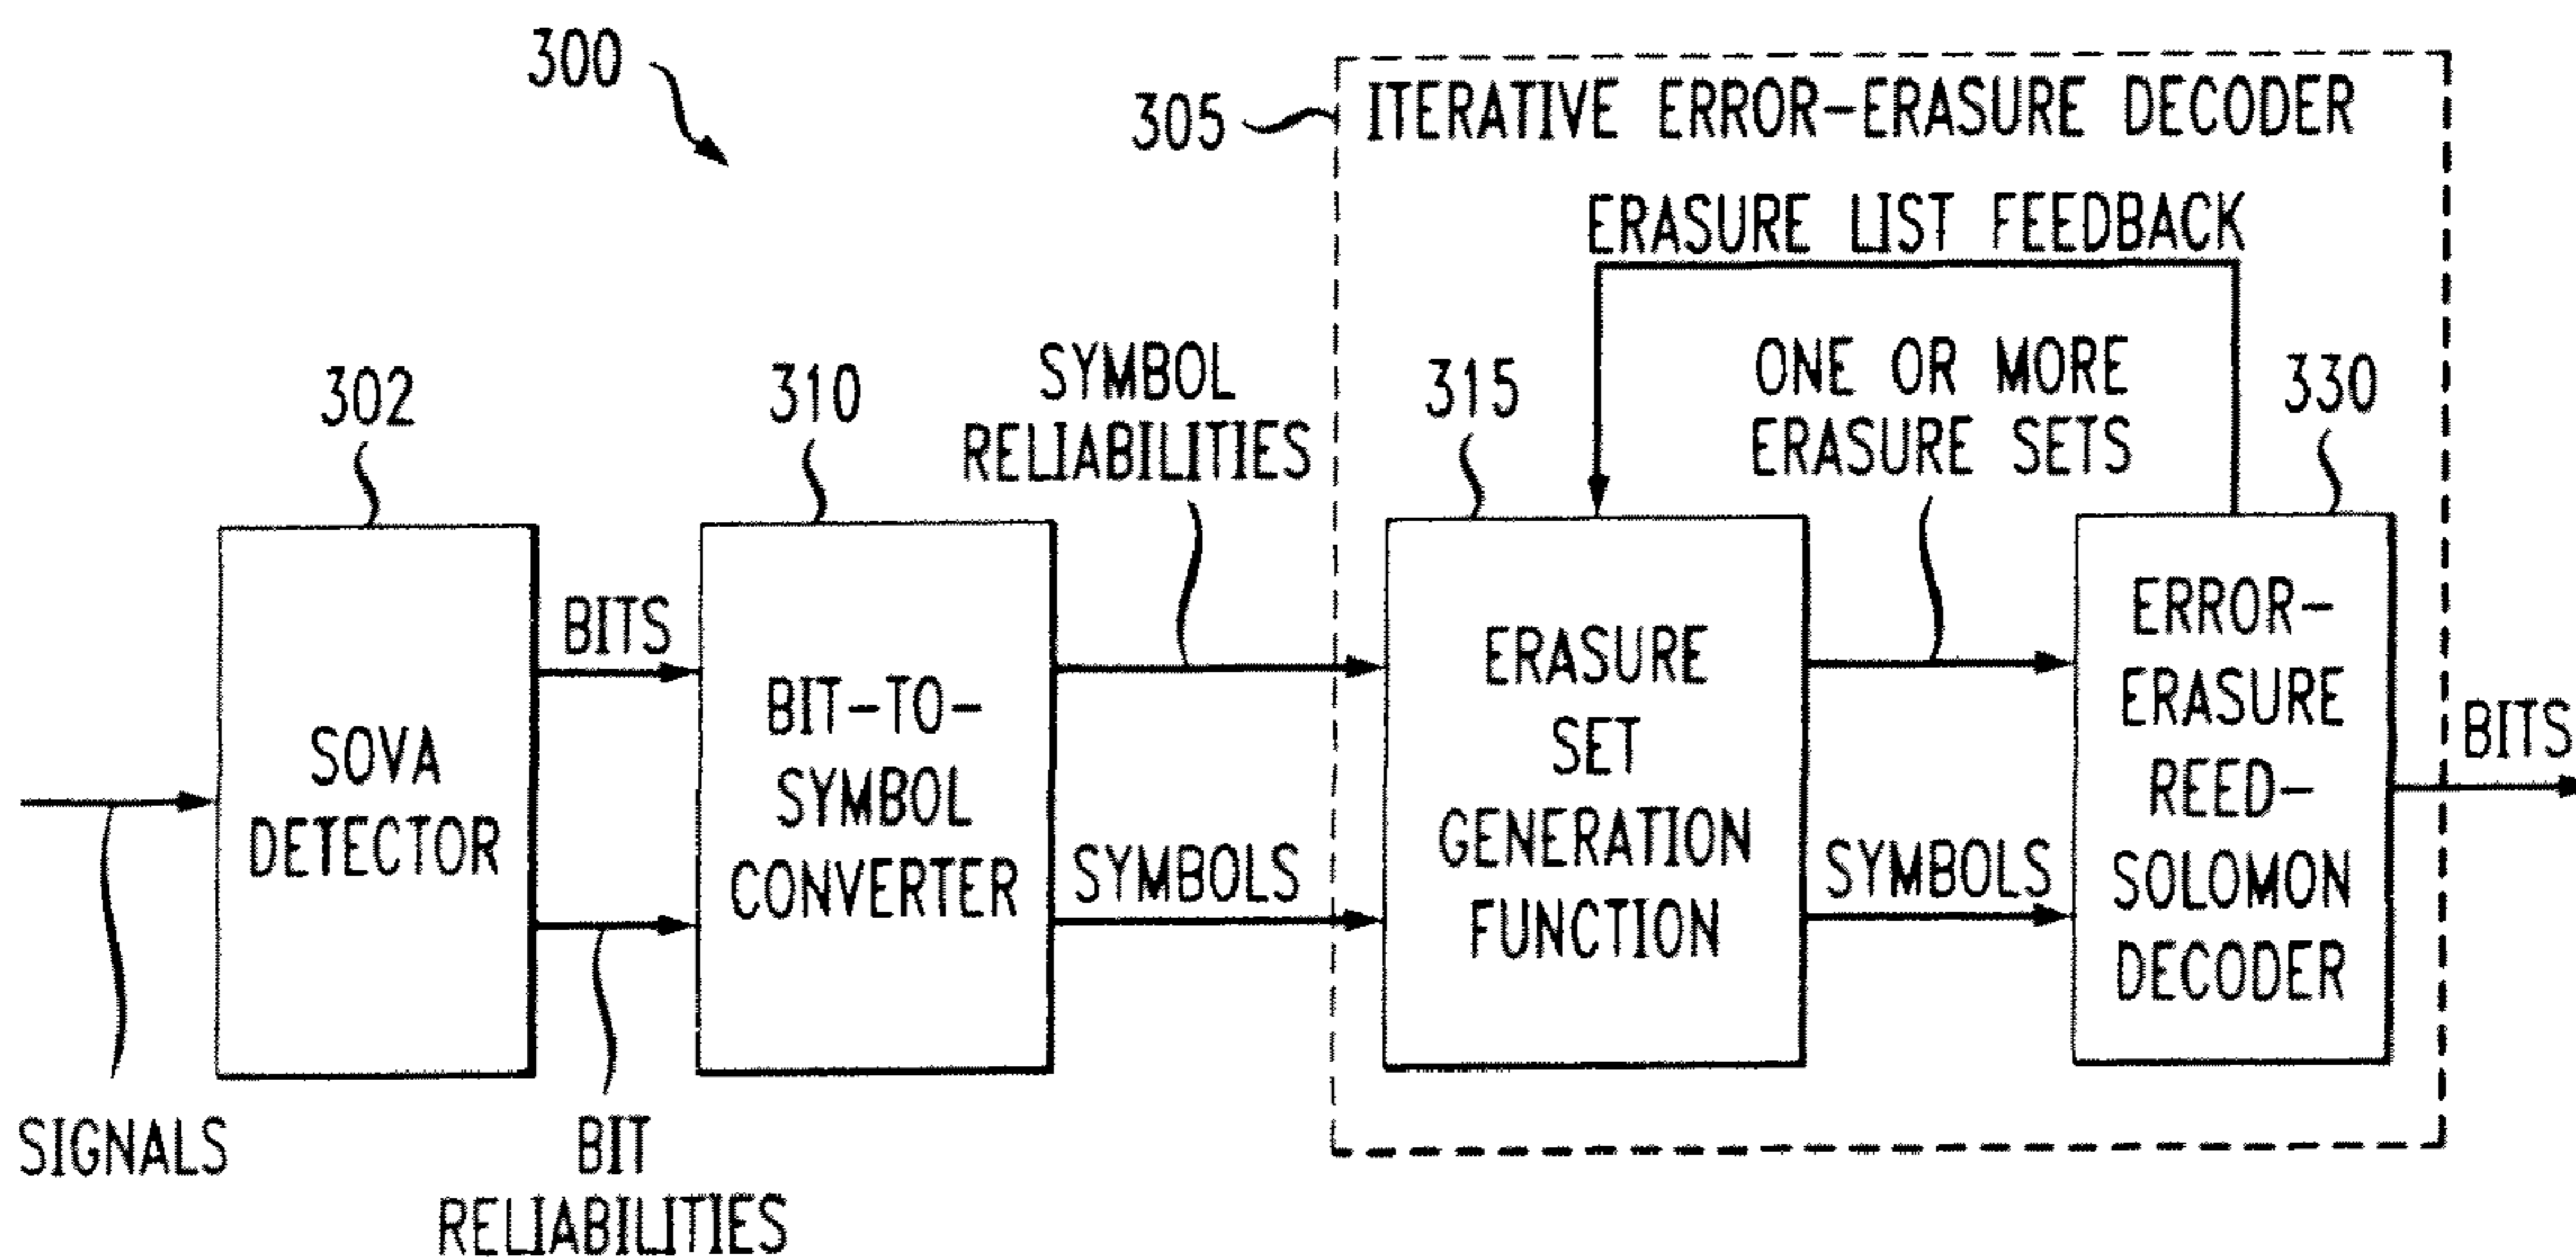 300
305
ITERATIVE ERROR-ERASURE DECODER
ERASURE LIST FEEDBACK
302
310
SYMBOL
RELIABILITIES
315
ONE OR MORE
ERASURE SETS
330
SIGNALS
SOVA
DETECTOR
BITS
BIT
RELIABILITIES
BIT-TO-
SYMBOL
CONVERTER
SYMBOLS
ERASURE
SET
GENERATION
FUNCTION
SYMBOLS
ERROR-
ERASURE
REED-
SOLOMON
DECODER
BITS